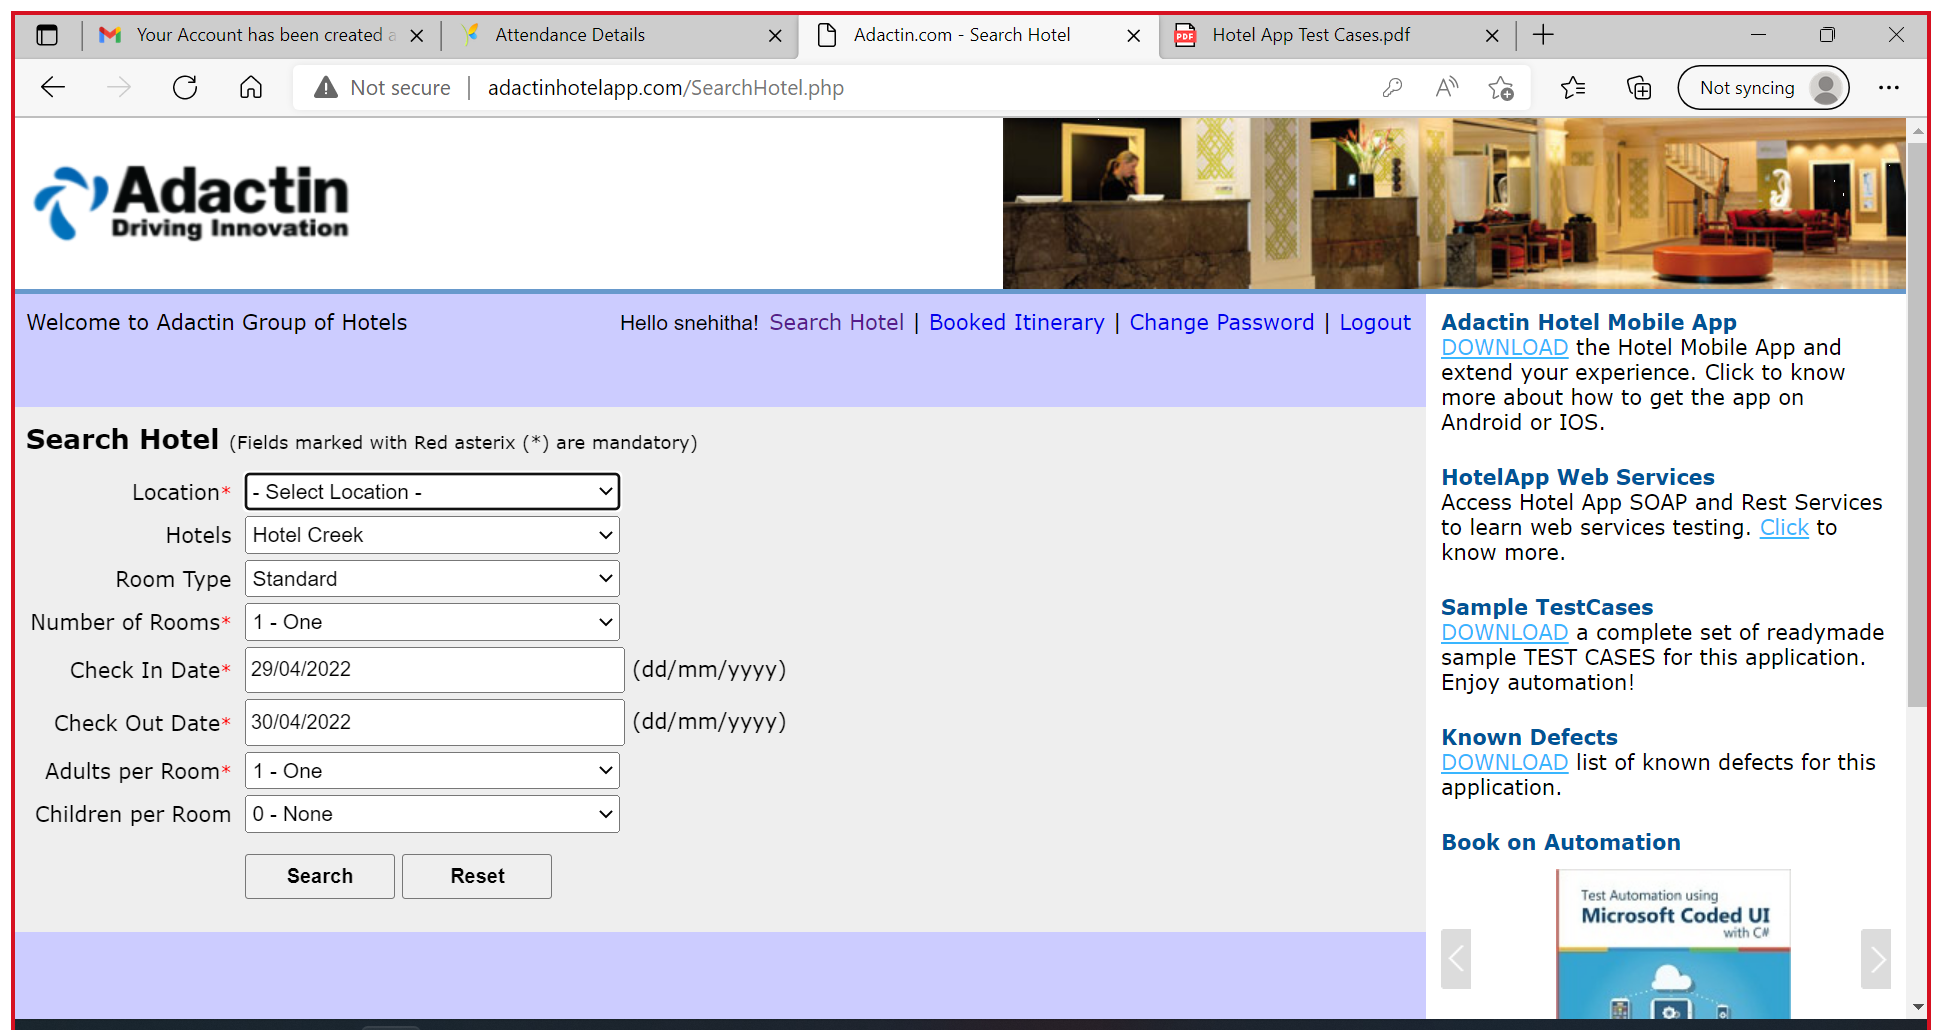 Your Account has been created a
Attendance Details
Adactin.com - Search Hotel
PDF
Hotel App Test Cases.pdf
Not secure
adactinhotelapp.com/SearchHotel.php
Not syncing
Adactin
Driving Innovation
Welcome to Adactin Group of Hotels
Hello snehitha! Search Hotel | Booked Itinerary | Change Password | Logout
Search Hotel (Fields marked with Red asterix (*) are mandatory)
Location* - Select Location -
Hotels Hotel Creek
Room Type Standard
Number of Rooms* 1 - One
Check In Date* 29/04/2022 (dd/mm/yyyy)
Check Out Date* 30/04/2022 (dd/mm/yyyy)
Adults per Room* 1 - One
Children per Room 0 - None
Search Reset
Adactin Hotel Mobile App
DOWNLOAD the Hotel Mobile App and
extend your experience. Click to know
more about how to get the app on
Android or IOS.
HotelApp Web Services
Access Hotel App SOAP and Rest Services
to learn web services testing. Click to
know more.
Sample TestCases
DOWNLOAD a complete set of readymade
sample TEST CASES for this application.
Enjoy automation!
Known Defects
DOWNLOAD list of known defects for this
application.
Book on Automation
Test Automation using
Microsoft Coded UI
with C#